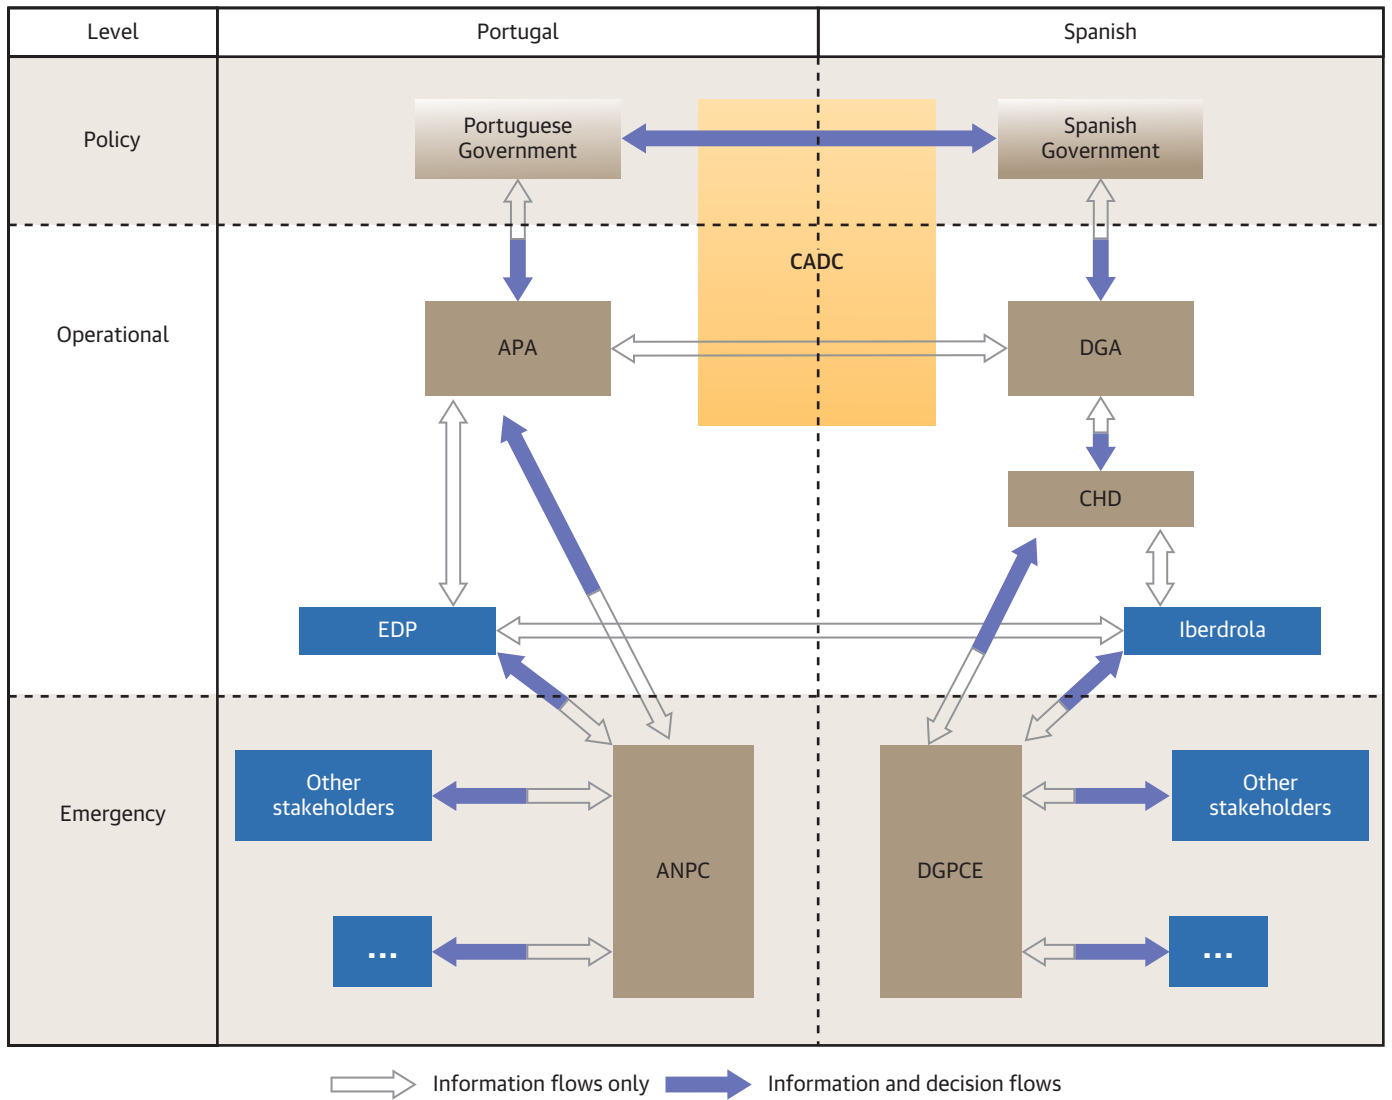 Level
Portugal
Spanish
Policy
Portuguese
Government
Spanish
Government
CADC
Operational
APA
DGA
CHD
EDP
Iberdrola
Emergency
Other
stakeholders
Other
stakeholders
ANPC
DGPCE
...
...
Information flows only
Information and decision flows